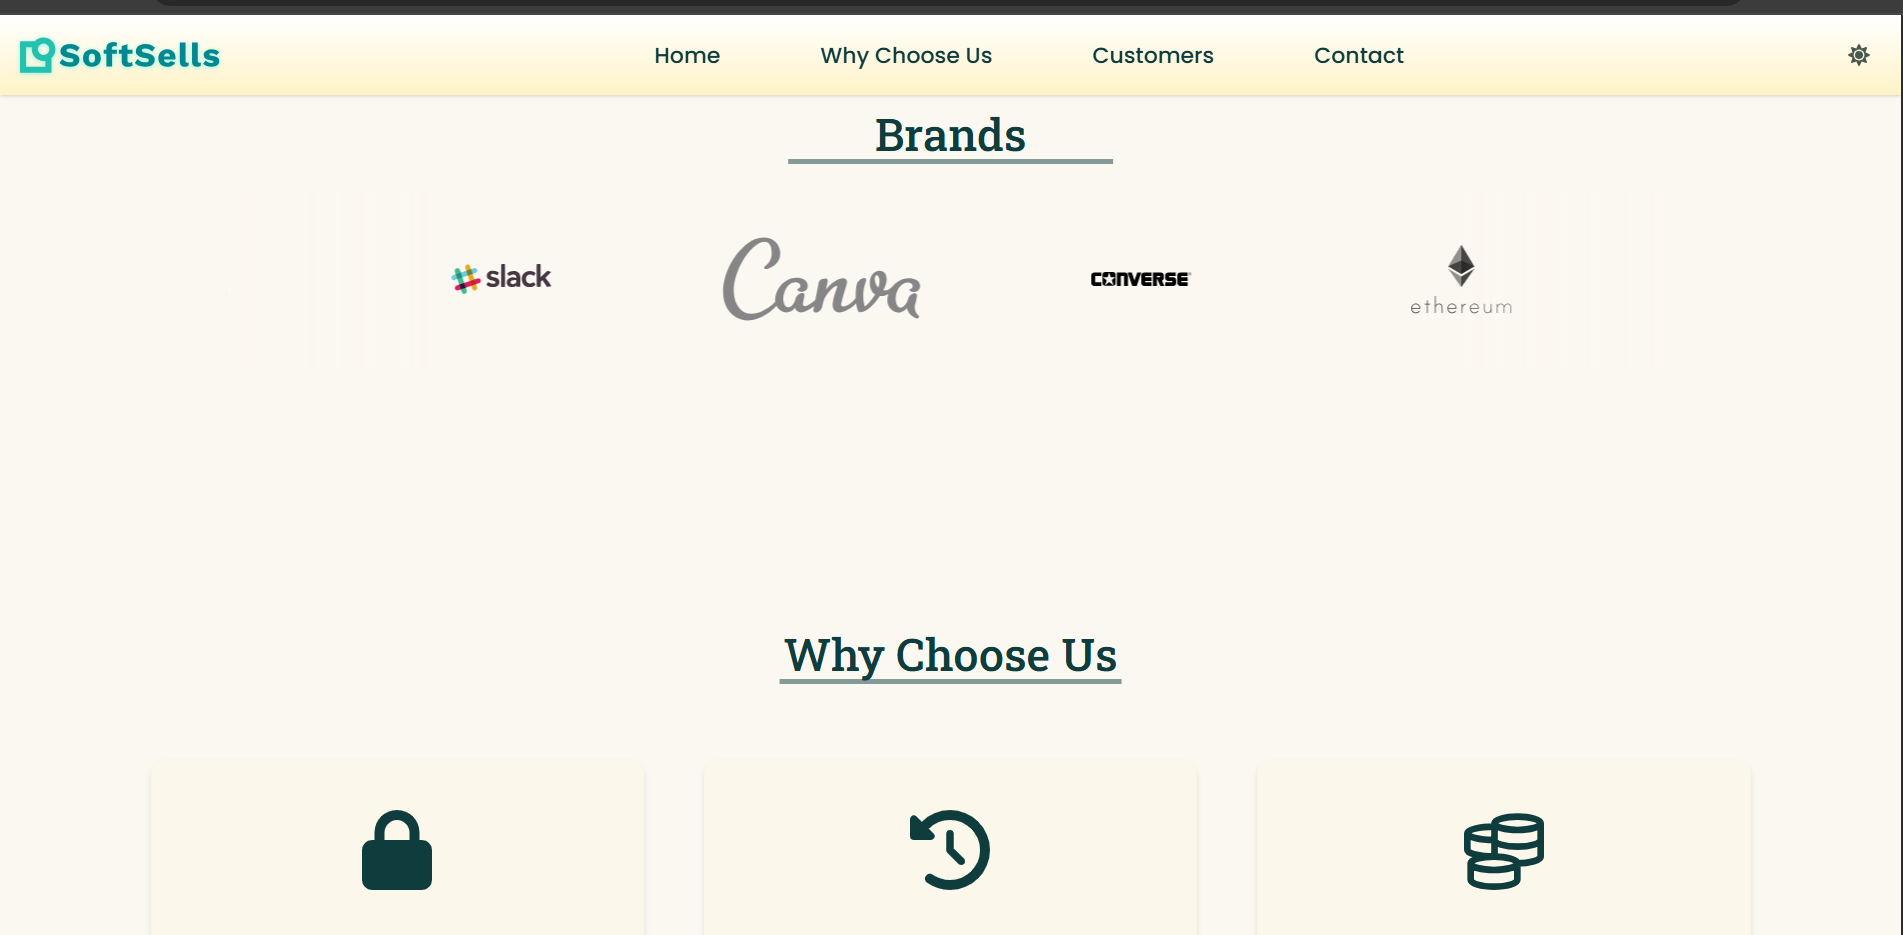 SoftSells
Home
Why Choose Us
Customers
Contact
Brands
slack
Canva
CONVERSE
ethereum
Why Choose Us